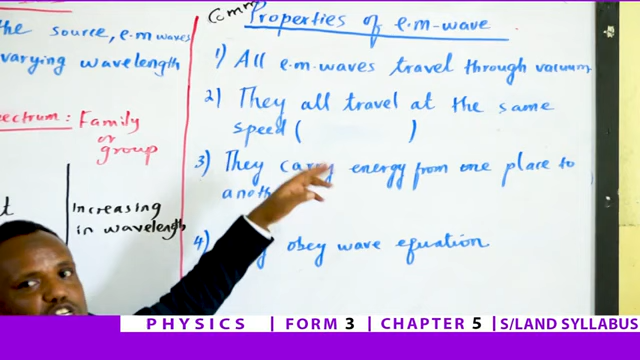 the source, e.m waves
varying wavelength
Spectrum: Family
or
group
Increasing
in wavelength
Comm
Properties of e.m-wave
1) All e.m-waves travel through vacuum
2) They all travel at the same
speed ( )
3) They carry energy from one place to
anoth
4) obey wave equation
PHYSICS | FORM 3 | CHAPTER 5 | S/LAND SYLLABUS